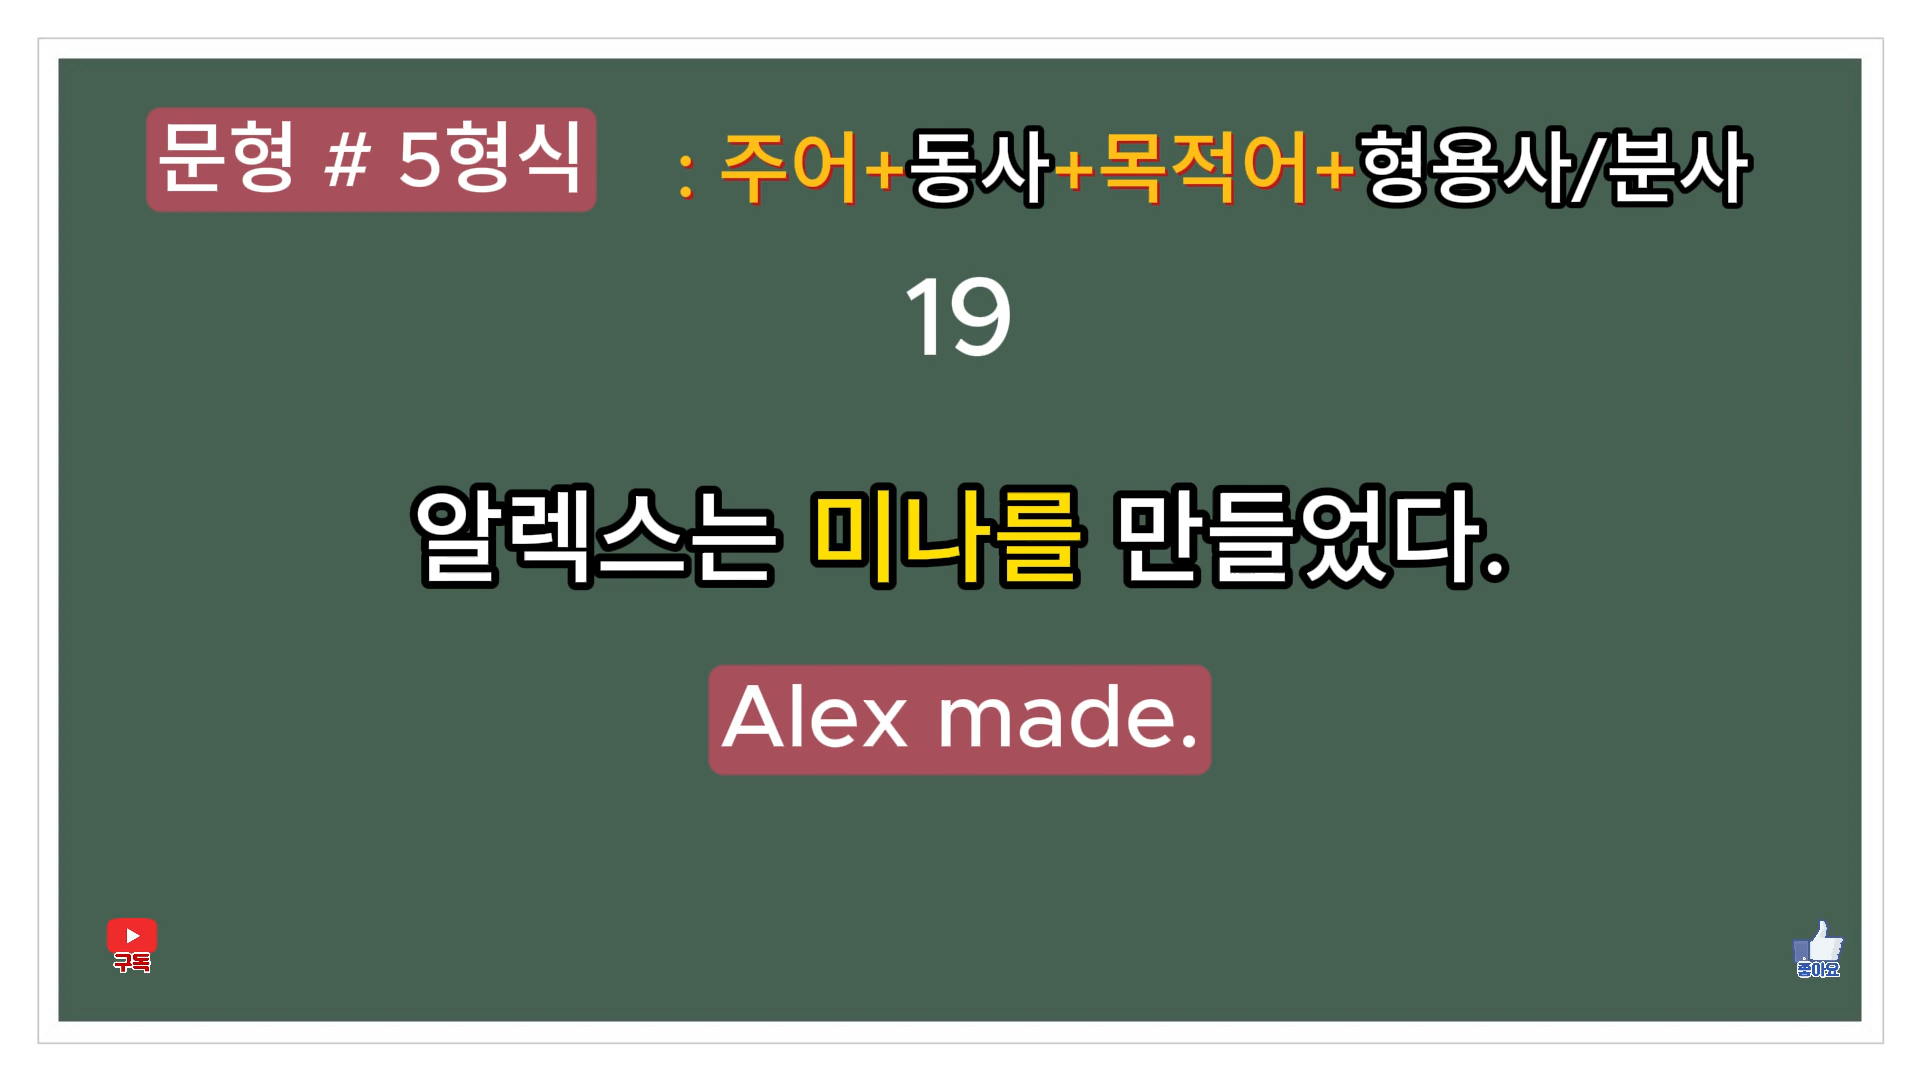 문형 # 5형식 : 주어+동사+목적어+형용사/분사
19
알렉스는 미나를 만들었다.
Alex made.
구독
좋아요